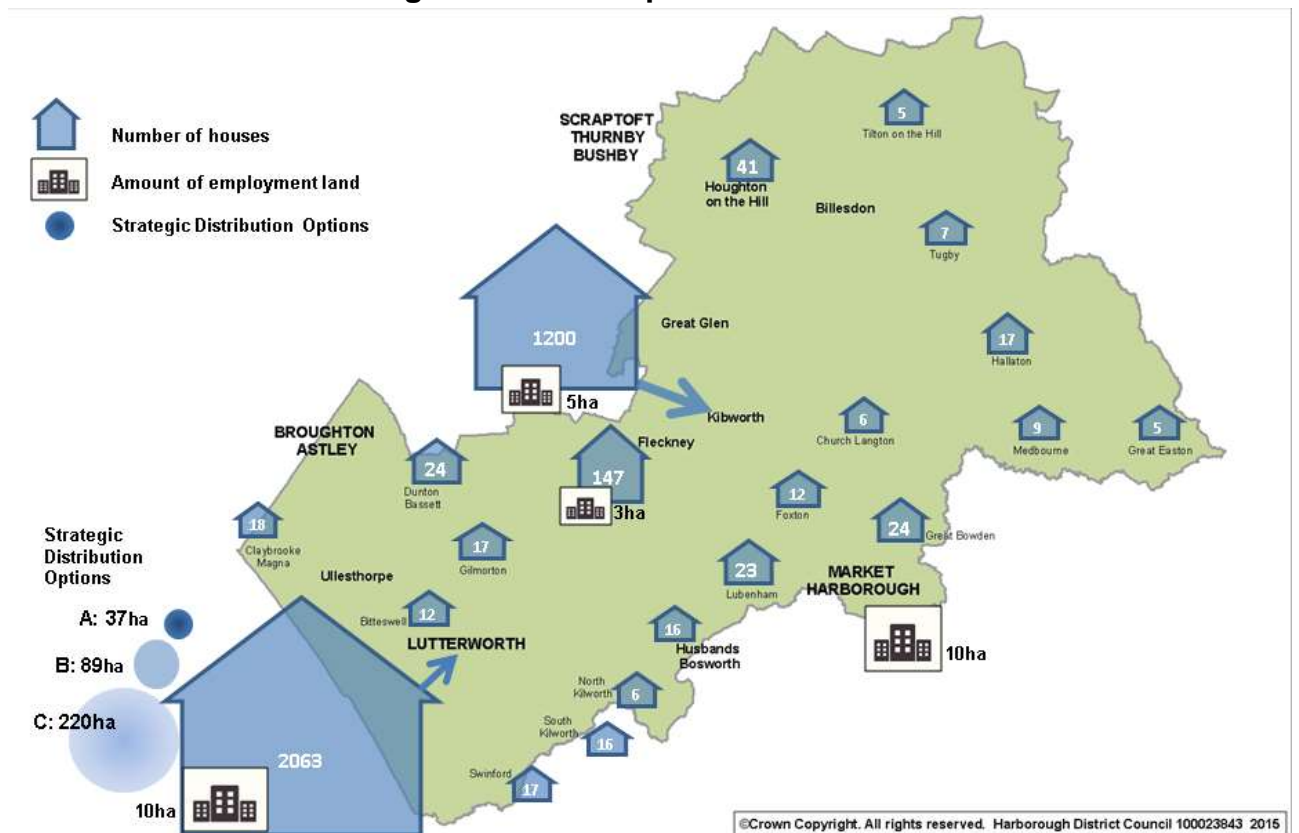 Number of houses
Amount of employment land
Strategic Distribution Options
SCRAPTOFT
THURNBY
BUSHBY
5
Tilton on the Hill
41
Houghton
on the Hill
Billesdon
7
Tugby
1200
5ha
Great Glen
17
Hallaton
Kibworth
6
Church Langton
9
Medbourne
5
Great Easton
BROUGHTON
ASTLEY
Fleckney
24
Dunton
Bassett
147
3ha
12
Foxton
24
Great Bowden
18
Claybrooke
Magna
17
Gilmorton
Ullesthorpe
23
Lubenham
MARKET
HARBOROUGH
10ha
Strategic
Distribution
Options
A: 37ha
B: 89ha
C: 220ha
Bitteswell
12
LUTTERWORTH
16
Husbands
Bosworth
North
Kilworth
6
South
Kilworth
16
2063
10ha
Swinford
17
©Crown Copyright. All rights reserved. Harborough District Council 100023843 2015